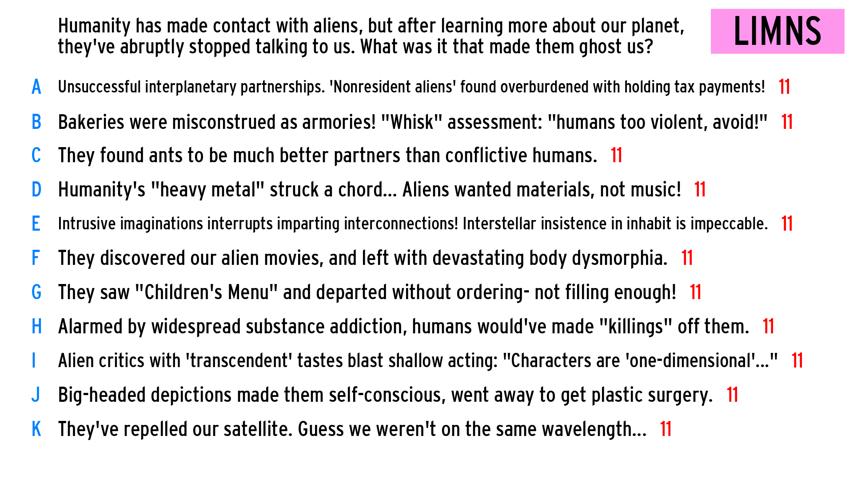 Humanity has made contact with aliens, but after learning more about our planet,
they've abruptly stopped talking to us. What was it that made them ghost us?
LIMNS
A Unsuccessful interplanetary partnerships. 'Nonresident aliens' found overburdened with holding tax payments! 11
B Bakeries were misconstrued as armories! "Whisk" assessment: "humans too violent, avoid!" 11
C They found ants to be much better partners than conflictive humans. 11
D Humanity's "heavy metal" struck a chord... Aliens wanted materials, not music! 11
E Intrusive imaginations interrupts imparting interconnections! Interstellar insistence in inhabit is impeccable. 11
F They discovered our alien movies, and left with devastating body dysmorphia. 11
G They saw "Children's Menu" and departed without ordering- not filling enough! 11
H Alarmed by widespread substance addiction, humans would've made "killings" off them. 11
I Alien critics with 'transcendent' tastes blast shallow acting: "Characters are 'one-dimensional'..." 11
J Big-headed depictions made them self-conscious, went away to get plastic surgery. 11
K They've repelled our satellite. Guess we weren't on the same wavelength... 11